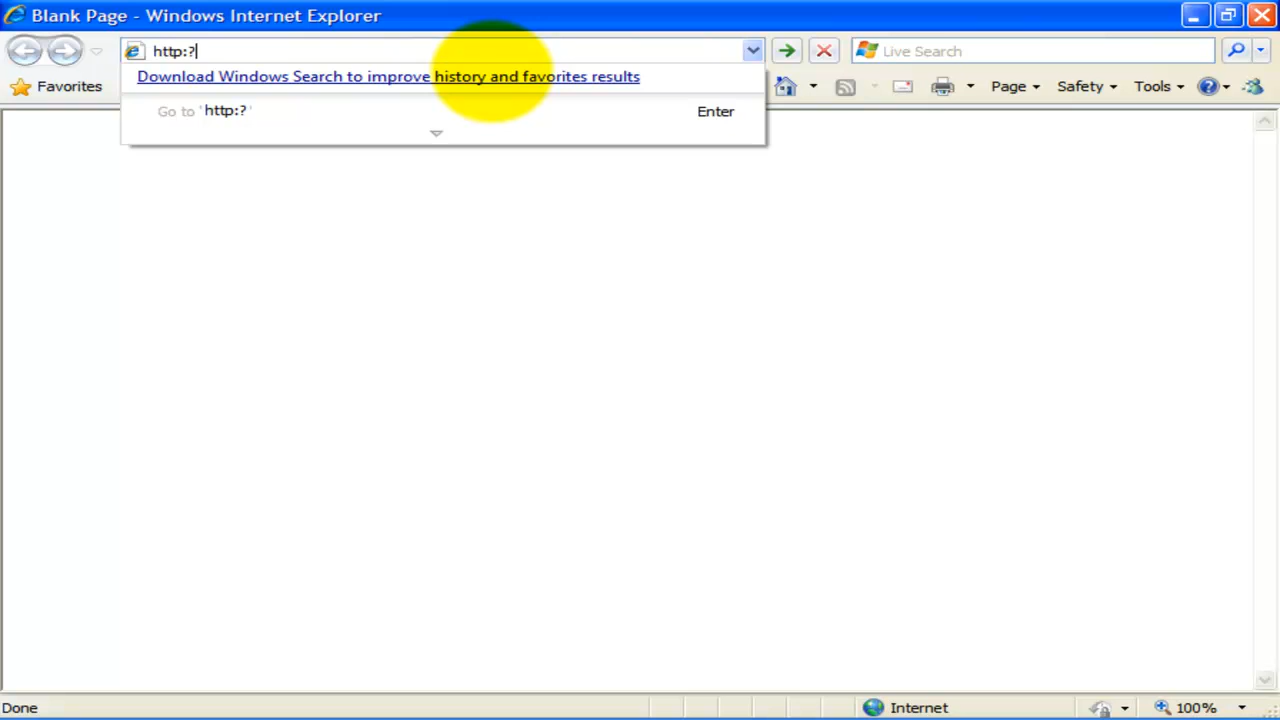 Blank Page - Windows Internet Explorer
http:?
Live Search
Download Windows Search to improve history and favorites results
Favorites
Page
Safety
Tools
Go to 'http:?'
Enter
Done
Internet
100%